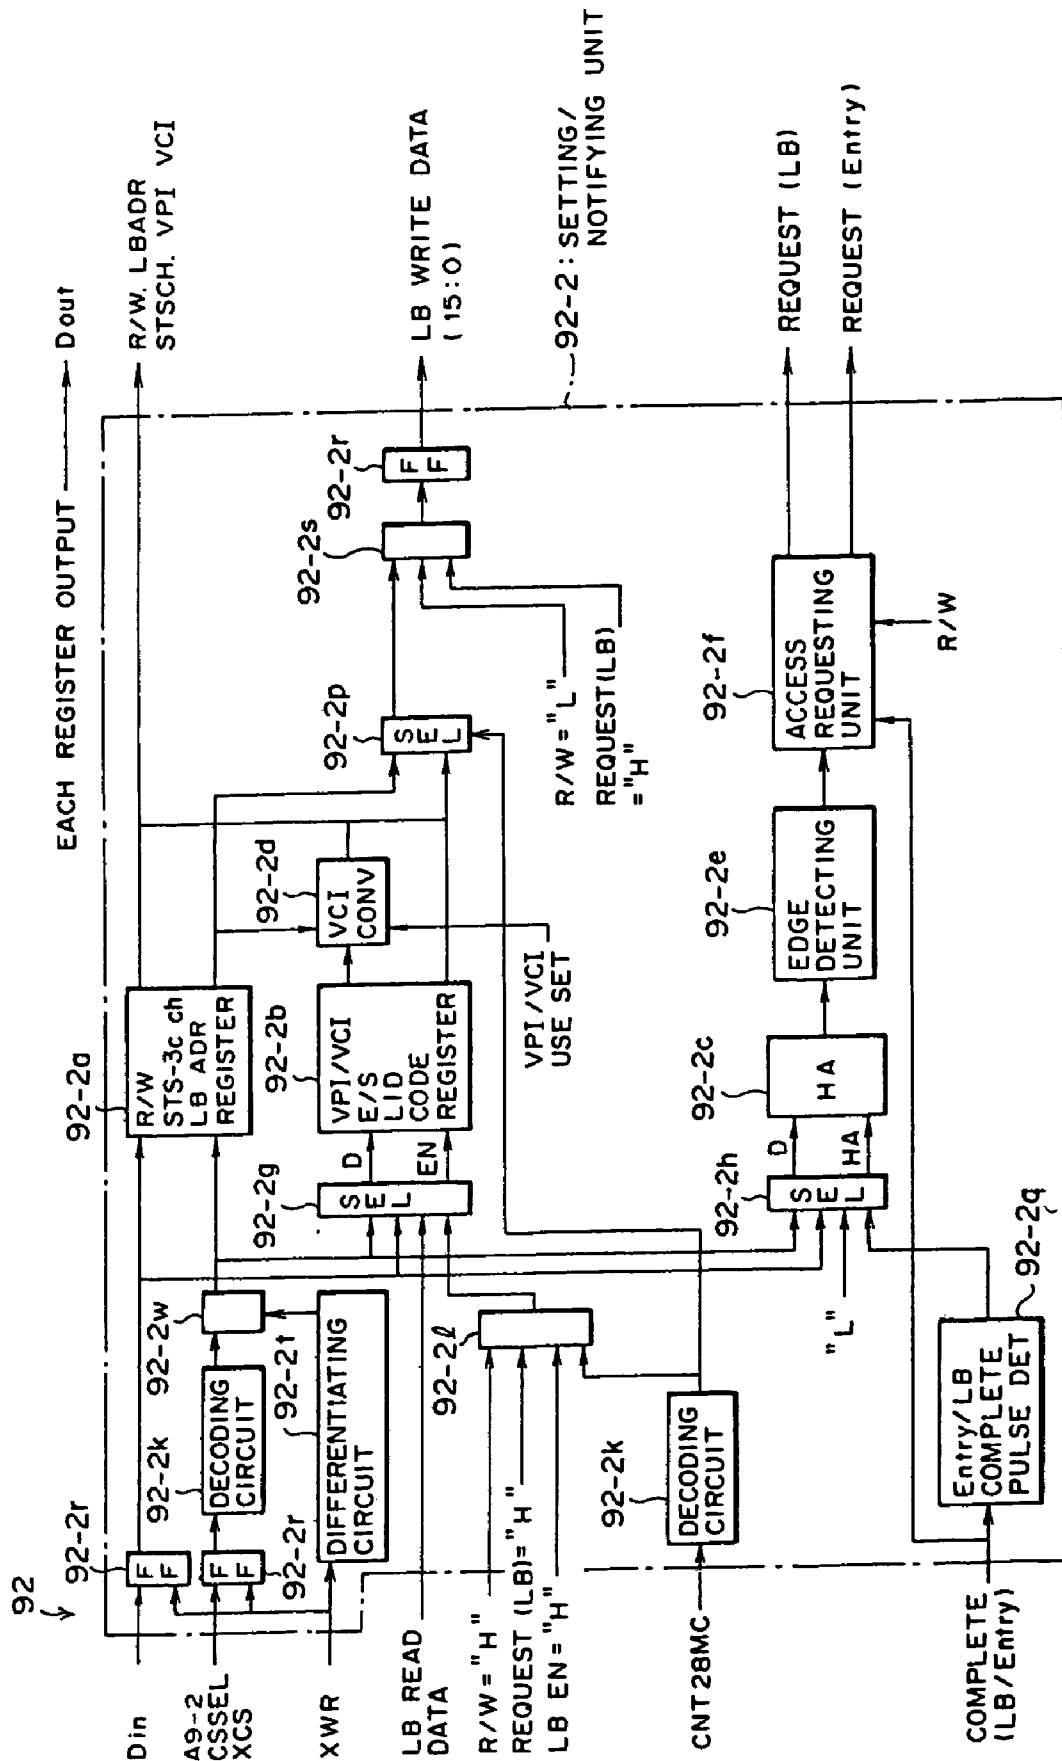 EACH REGISTER OUTPUT
Dout
R/W. LBADR
STSCH. VPI VCI
LB WRITE DATA
(15:0)
92-2 : SETTING/
NOTIFYING UNIT
REQUEST (LB)
REQUEST (Entry)
92
92-2r
F
F
Din
A9-2
CSSEL
XCS
F
F
92-2r
XWR
92-2k
DECODING
CIRCUIT
92-2w
92-2t
DIFFERENTIATING
CIRCUIT
92-2a
R/W
STS-3c ch
LB ADR
REGISTER
92-2g
SEL
D
EN
92-2b
VPI/VCI
E/S
LID
CODE
REGISTER
92-2d
VCI
CONV
VPI/VCI
USE SET
92-2p
SEL
92-2s
92-2r
F
F
R/W="L"
REQUEST(LB)
="H"
LB READ
DATA
R/W="H"
REQUEST (LB)="H"
LB EN="H"
92-2ℓ
CNT28MC
92-2k
DECODING
CIRCUIT
92-2h
SEL
D
HA
"L"
92-2c
HA
92-2e
EDGE
DETECTING
UNIT
92-2f
ACCESS
REQUESTING
UNIT
R/W
COMPLETE
(LB/Entry)
Entry/LB
COMPLETE
PULSE DET
92-2q